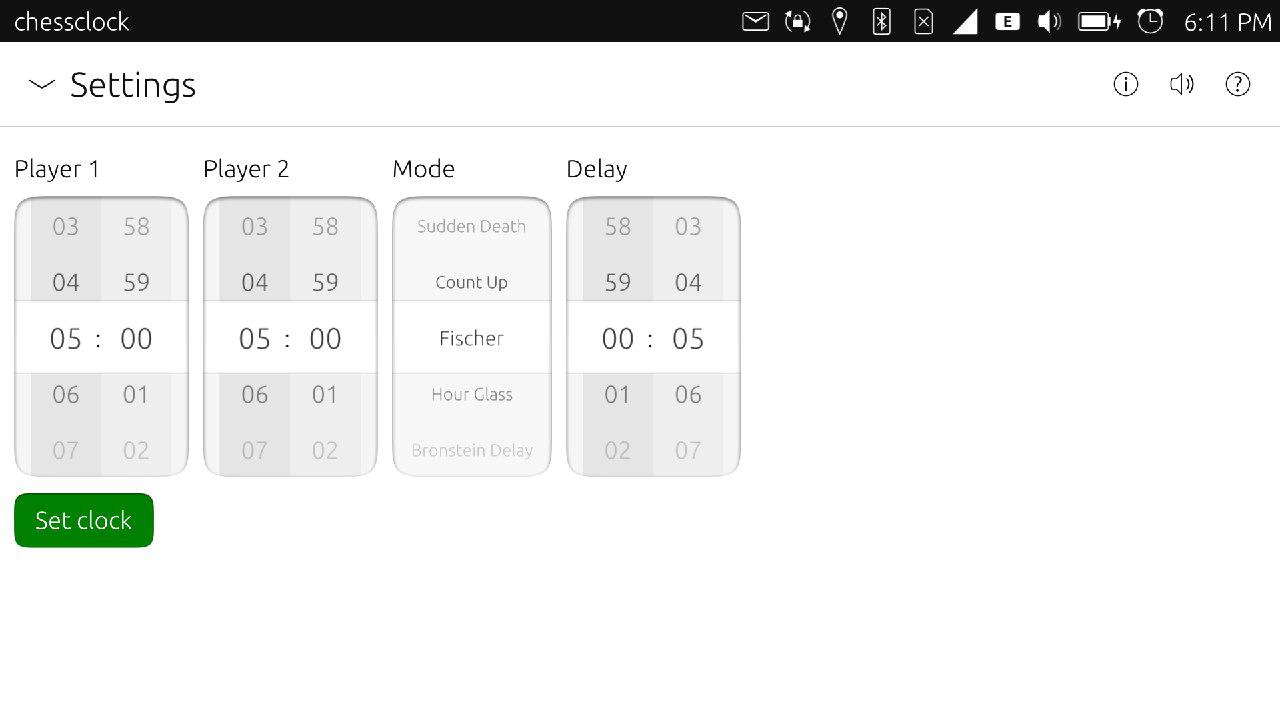 chessclock E 6:11 PM
Settings
Player 1 Player 2 Mode Delay
03 58 03 58 Sudden Death 58 03
04 59 04 59 Count Up 59 04
05 : 00 05 : 00 Fischer 00 : 05
06 01 06 01 Hour Glass 01 06
07 02 07 02 Bronstein Delay 02 07
Set clock